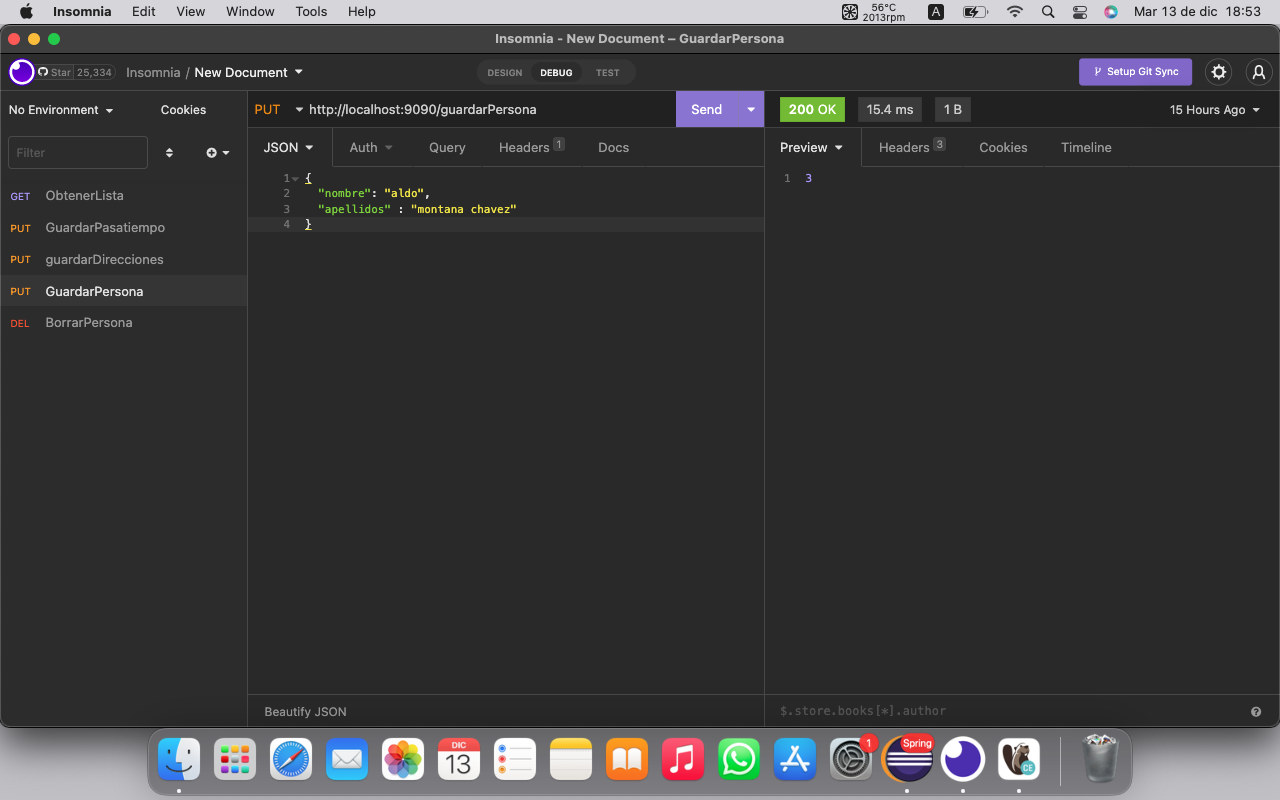 Insomnia Edit View Window Tools Help 56°C 2013rpm A Mar 13 de dic 18:53
Insomnia - New Document – GuardarPersona
Star 25,334 Insomnia / New Document DESIGN DEBUG TEST Setup Git Sync
No Environment Cookies PUT http://localhost:9090/guardarPersona Send 200 OK 15.4 ms 1 B 15 Hours Ago
Filter
JSON Auth Query Headers 1 Docs Preview Headers 3 Cookies Timeline
1 {
2 "nombre": "aldo",
3 "apellidos" : "montana chavez"
4 }
1 3
GET ObtenerLista
PUT GuardarPasatiempo
PUT guardarDirecciones
PUT GuardarPersona
DEL BorrarPersona
Beautify JSON $.store.books[*].author ?
DIC
13
1
Spring
CE